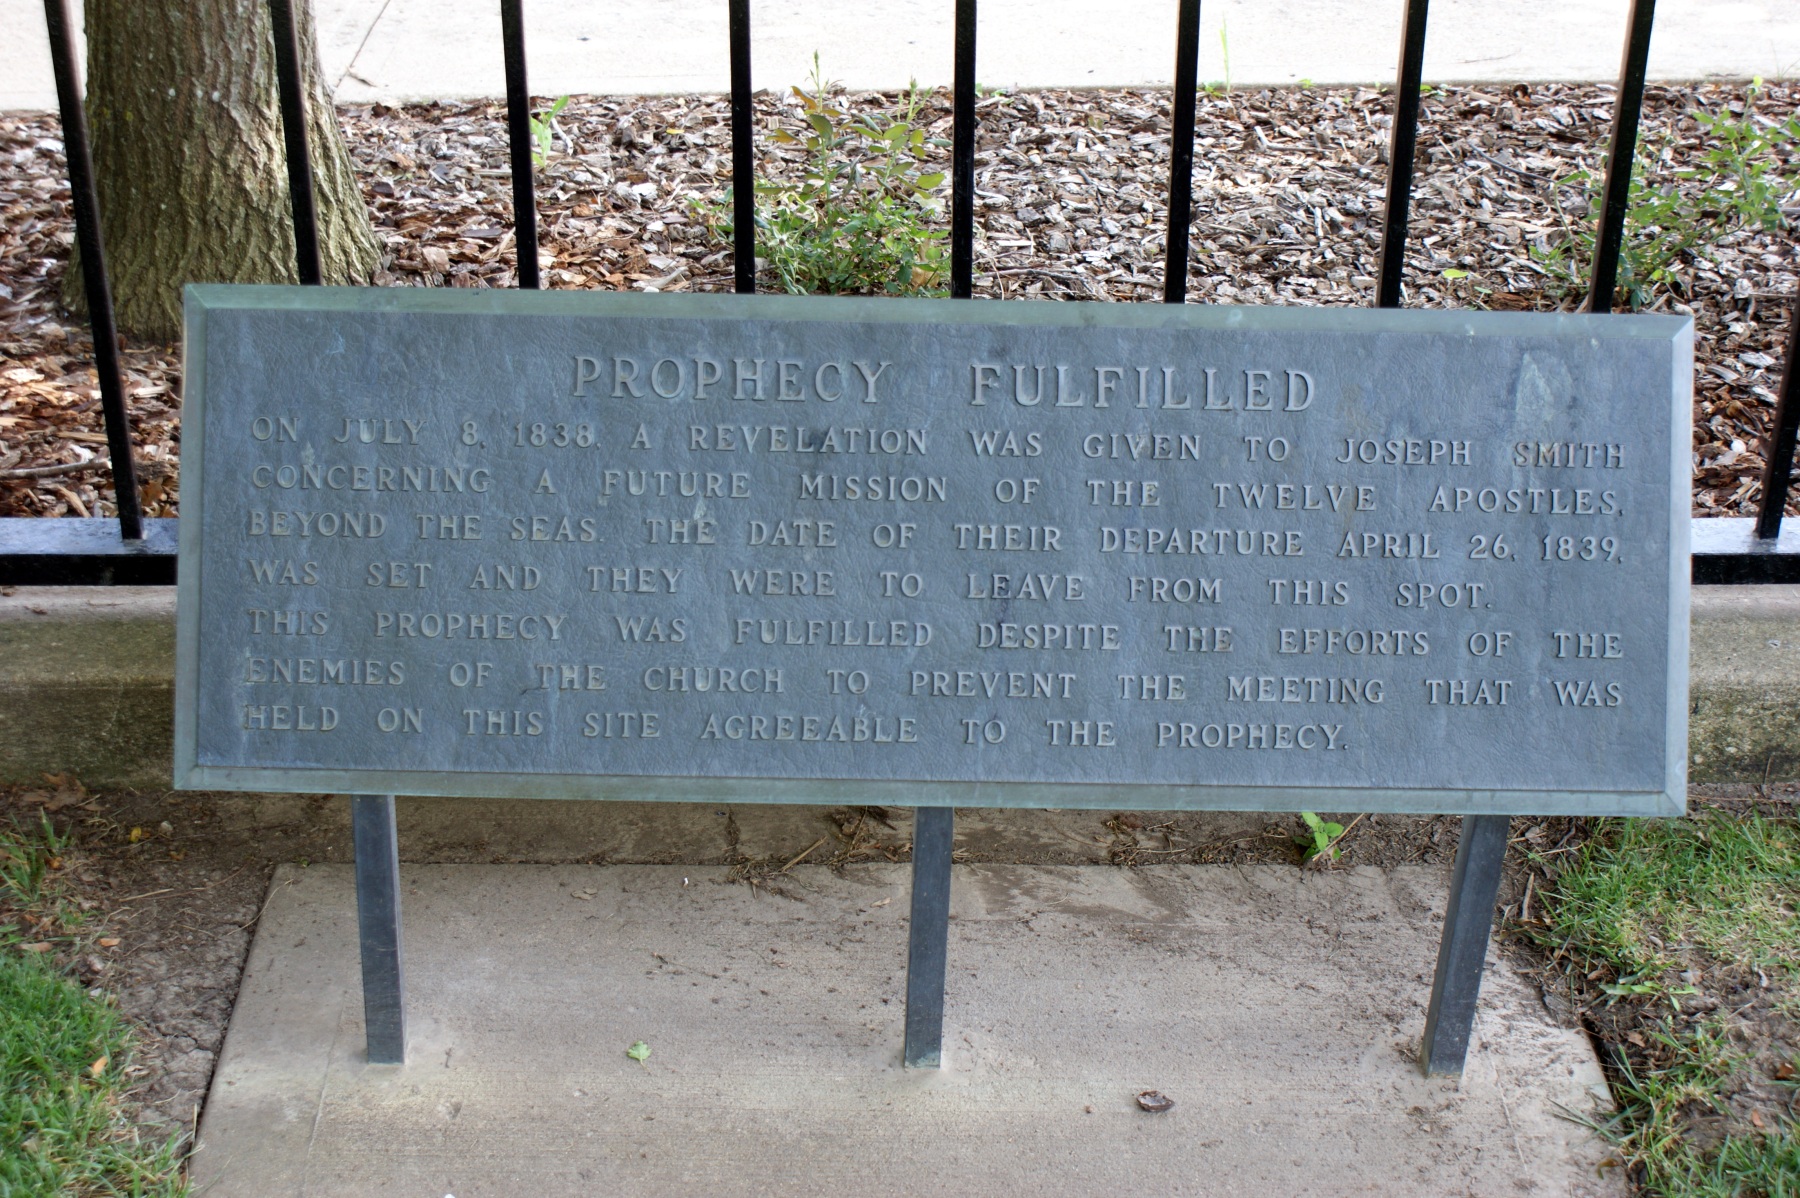 PROPHECY FULFILLED
ON JULY 8, 1838, A REVELATION WAS GIVEN TO JOSEPH SMITH
CONCERNING A FUTURE MISSION OF THE TWELVE APOSTLES,
BEYOND THE SEAS. THE DATE OF THEIR DEPARTURE APRIL 26, 1839,
WAS SET AND THEY WERE TO LEAVE FROM THIS SPOT.
THIS PROPHECY WAS FULFILLED DESPITE THE EFFORTS OF THE
ENEMIES OF THE CHURCH TO PREVENT THE MEETING THAT WAS
HELD ON THIS SITE AGREEABLE TO THE PROPHECY.